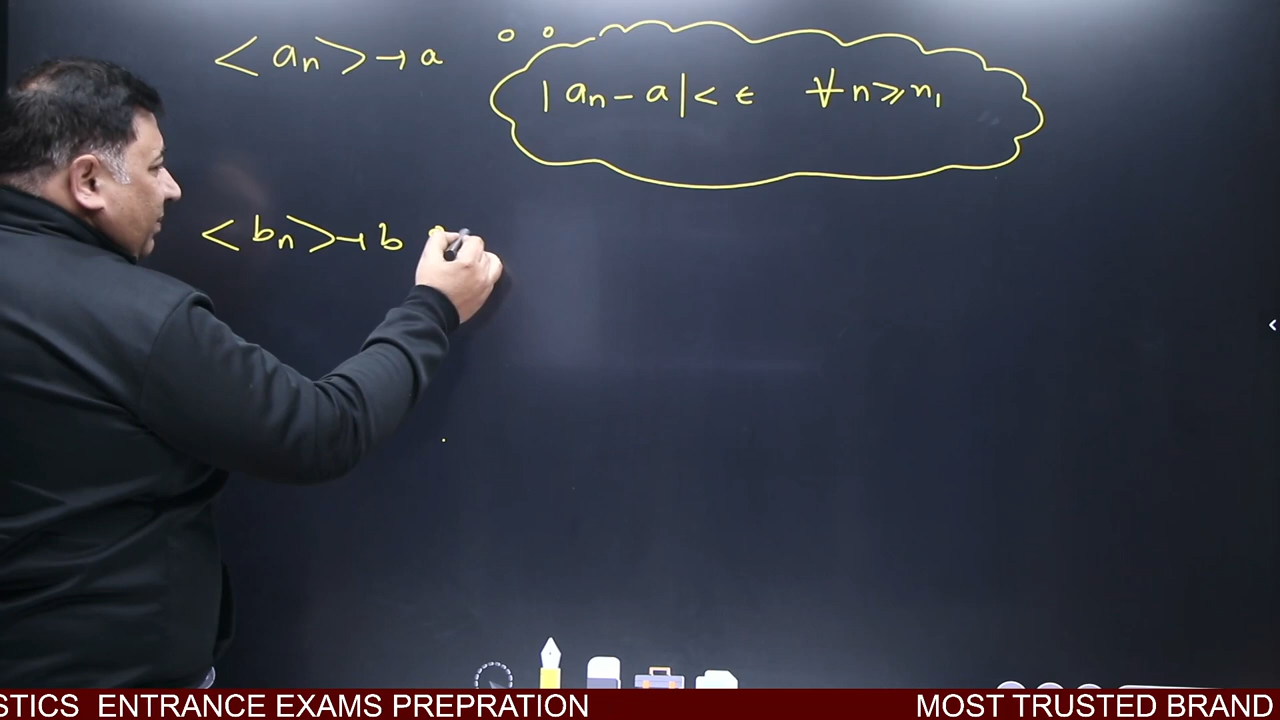 <aₙ> → a
|aₙ - a| < ϵ ∀ n ⩾ n₁
<bₙ> → b
STICS ENTRANCE EXAMS PREPRATION MOST TRUSTED BRAND